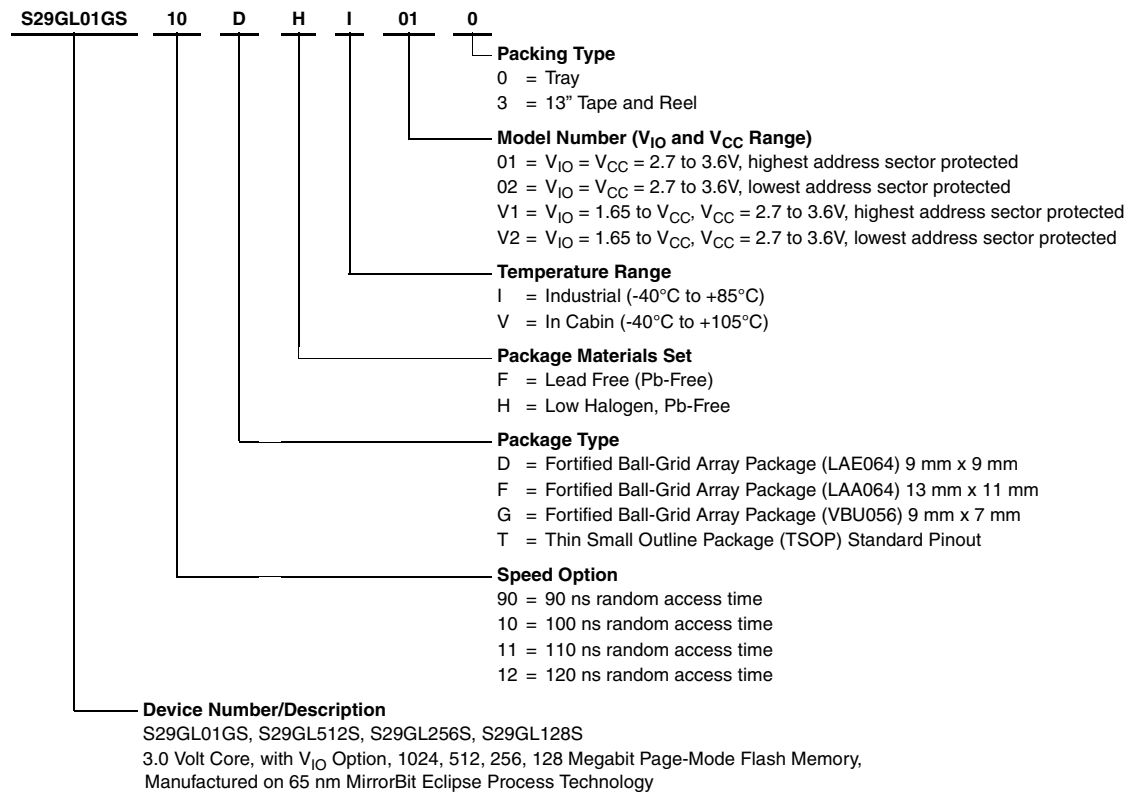 S29GL01GS 10 D H I 01 0
Packing Type
0 = Tray
3 = 13" Tape and Reel
Model Number (VIO and VCC Range)
01 = VIO = VCC = 2.7 to 3.6V, highest address sector protected
02 = VIO = VCC = 2.7 to 3.6V, lowest address sector protected
V1 = VIO = 1.65 to VCC, VCC = 2.7 to 3.6V, highest address sector protected
V2 = VIO = 1.65 to VCC, VCC = 2.7 to 3.6V, lowest address sector protected
Temperature Range
I = Industrial (-40°C to +85°C)
V = In Cabin (-40°C to +105°C)
Package Materials Set
F = Lead Free (Pb-Free)
H = Low Halogen, Pb-Free
Package Type
D = Fortified Ball-Grid Array Package (LAE064) 9 mm x 9 mm
F = Fortified Ball-Grid Array Package (LAA064) 13 mm x 11 mm
G = Fortified Ball-Grid Array Package (VBU056) 9 mm x 7 mm
T = Thin Small Outline Package (TSOP) Standard Pinout
Speed Option
90 = 90 ns random access time
10 = 100 ns random access time
11 = 110 ns random access time
12 = 120 ns random access time
Device Number/Description
S29GL01GS, S29GL512S, S29GL256S, S29GL128S
3.0 Volt Core, with VIO Option, 1024, 512, 256, 128 Megabit Page-Mode Flash Memory,
Manufactured on 65 nm MirrorBit Eclipse Process Technology